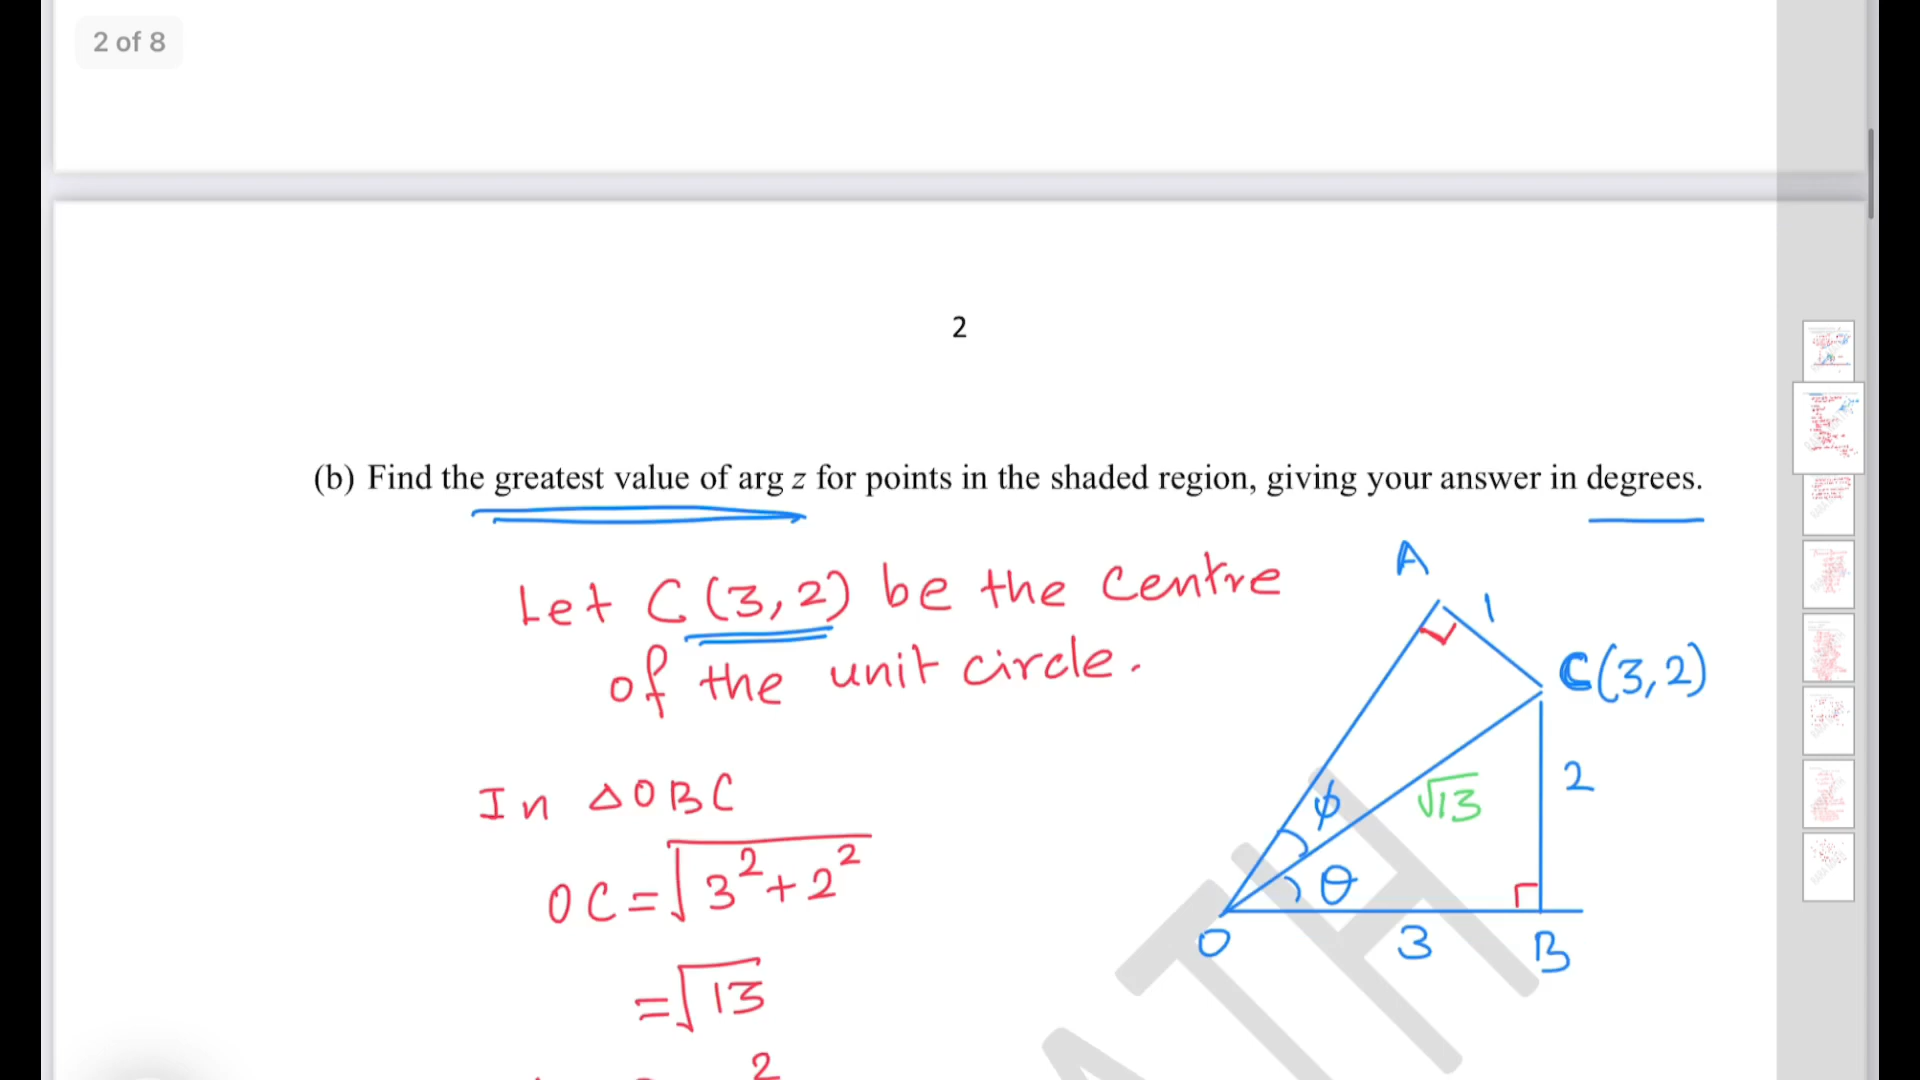 2 of 8
2
(b) Find the greatest value of arg z for points in the shaded region, giving your answer in degrees.
Let C(3,2) be the centre
of the unit circle.
In △OBC
OC=√3²+2²
=√13
2
A
1
C(3,2)
ϕ
√13
2
θ
O
3
B